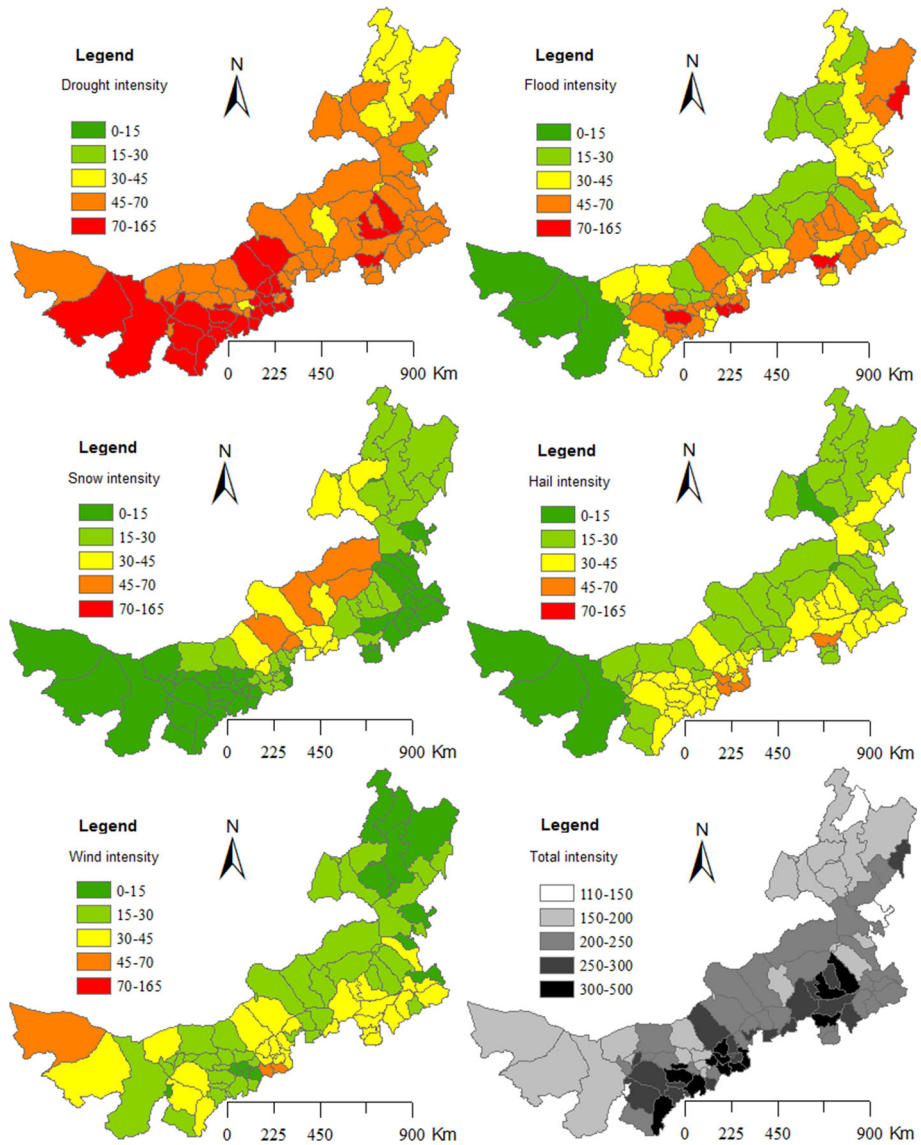 Legend
Drought intensity
N
0-15
15-30
30-45
45-70
70-165
0 225 450 900 Km
Legend
Flood intensity
N
0-15
15-30
30-45
45-70
70-165
0 225 450 900 Km
Legend
Snow intensity
N
0-15
15-30
30-45
45-70
70-165
0 225 450 900 Km
Legend
Hail intensity
N
0-15
15-30
30-45
45-70
70-165
0 225 450 900 Km
Legend
Wind intensity
N
0-15
15-30
30-45
45-70
70-165
0 225 450 900 Km
Legend
Total intensity
N
110-150
150-200
200-250
250-300
300-500
0 225 450 900 Km